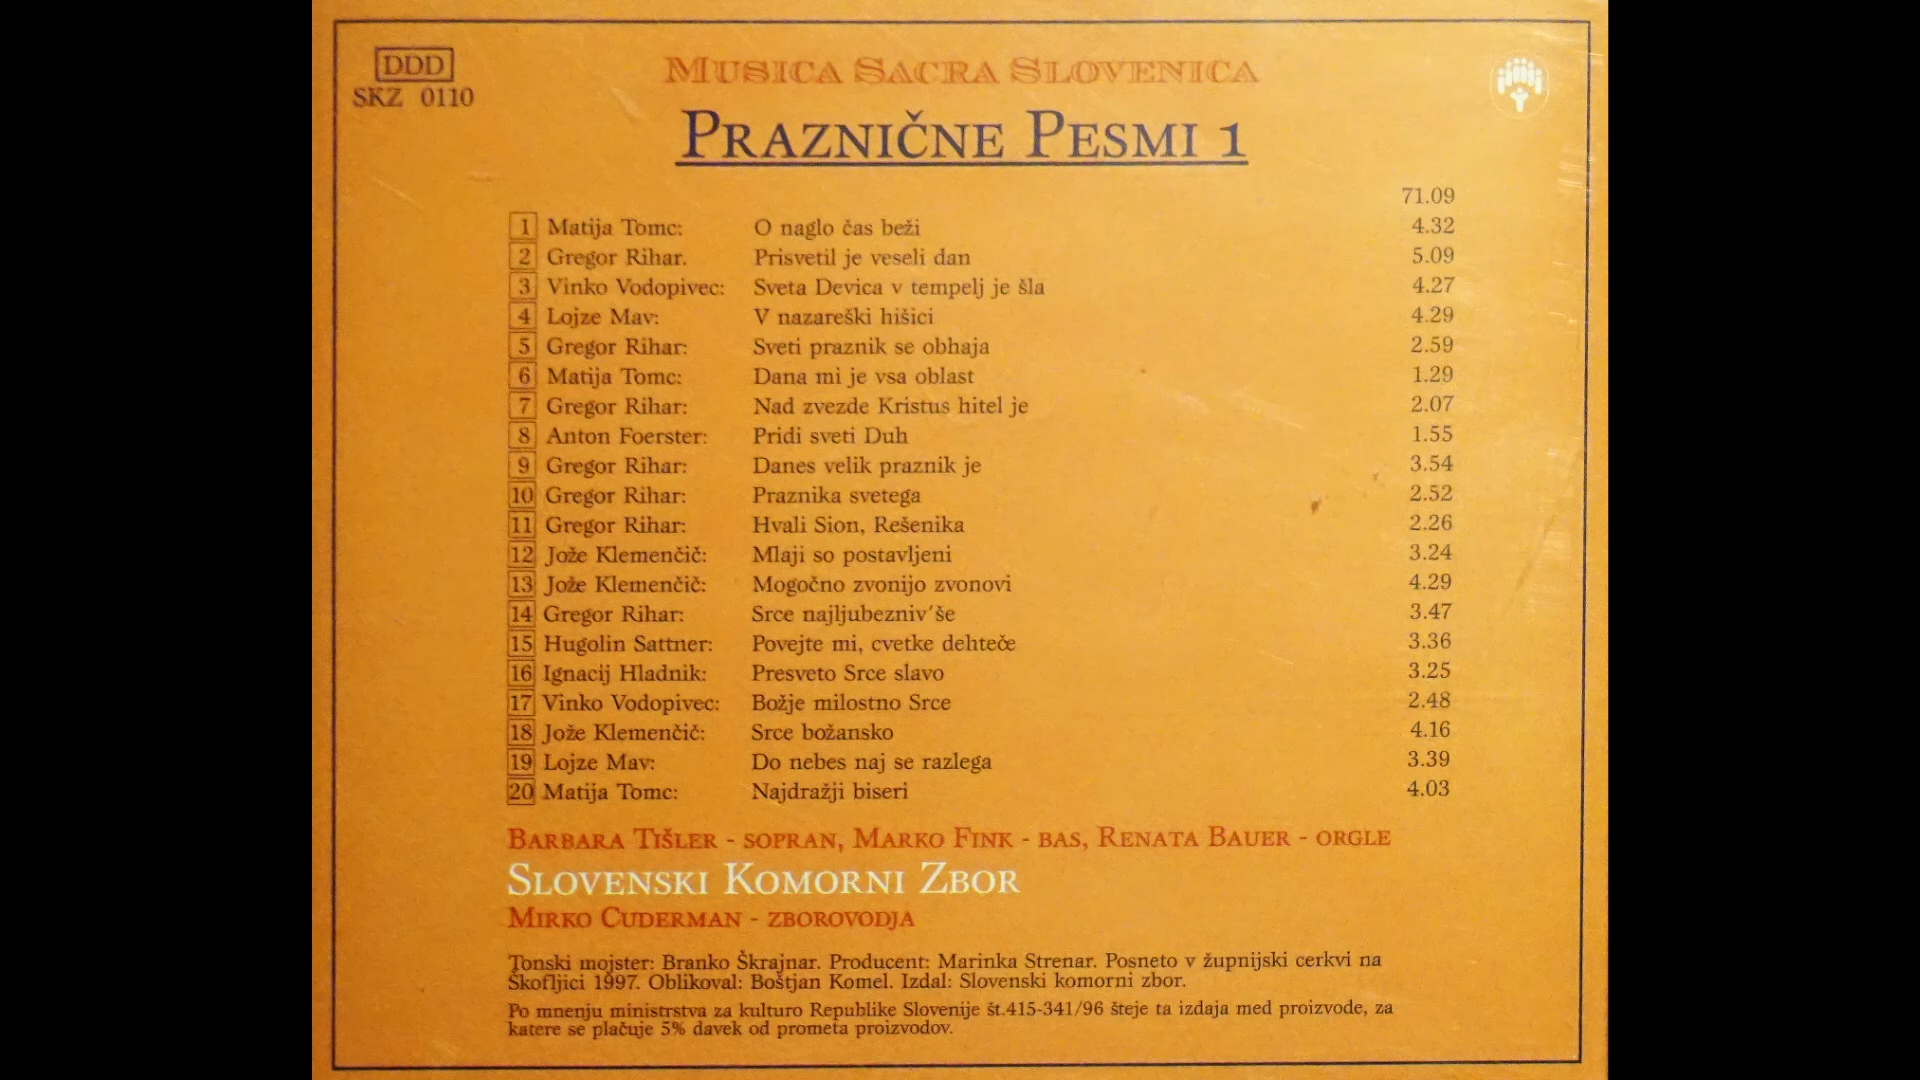 DDD
SKZ 0110
MUSICA SACRA SLOVENICA
PRAZNIČNE PESMI 1
71.09
1 Matija Tomc: O naglo čas beži 4.32
2 Gregor Rihar. Prisvetil je veseli dan 5.09
3 Vinko Vodopivec: Sveta Devica v tempelj je šla 4.27
4 Lojze Mav: V nazareški hišici 4.29
5 Gregor Rihar: Sveti praznik se obhaja 2.59
6 Matija Tomc: Dana mi je vsa oblast 1.29
7 Gregor Rihar: Nad zvezde Kristus hitel je 2.07
8 Anton Foerster: Pridi sveti Duh 1.55
9 Gregor Rihar: Danes velik praznik je 3.54
10 Gregor Rihar: Praznika svetega 2.52
11 Gregor Rihar: Hvali Sion, Rešenika 2.26
12 Jože Klemenčič: Mlaji so postavljeni 3.24
13 Jože Klemenčič: Mogočno zvonijo zvonovi 4.29
14 Gregor Rihar: Srce najljubezniv'še 3.47
15 Hugolin Sattner: Povejte mi, cvetke dehteče 3.36
16 Ignacij Hladnik: Presveto Srce slavo 3.25
17 Vinko Vodopivec: Božje milostno Srce 2.48
18 Jože Klemenčič: Srce božansko 4.16
19 Lojze Mav: Do nebes naj se razlega 3.39
20 Matija Tomc: Najdražji biseri 4.03
BARBARA TIŠLER - SOPRAN, MARKO FINK - BAS, RENATA BAUER - ORGLE
SLOVENSKI KOMORNI ZBOR
MIRKO CUDERMAN - ZBOROVODJA
Tonski mojster: Branko Škrajnar. Producent: Marinka Strenar. Posneto v župnijski cerkvi na
Škofljici 1997. Oblikoval: Boštjan Komel. Izdal: Slovenski komorni zbor.
Po mnenju ministrstva za kulturo Republike Slovenije št.415-341/96 šteje ta izdaja med proizvode, za
katere se plačuje 5% davek od prometa proizvodov.